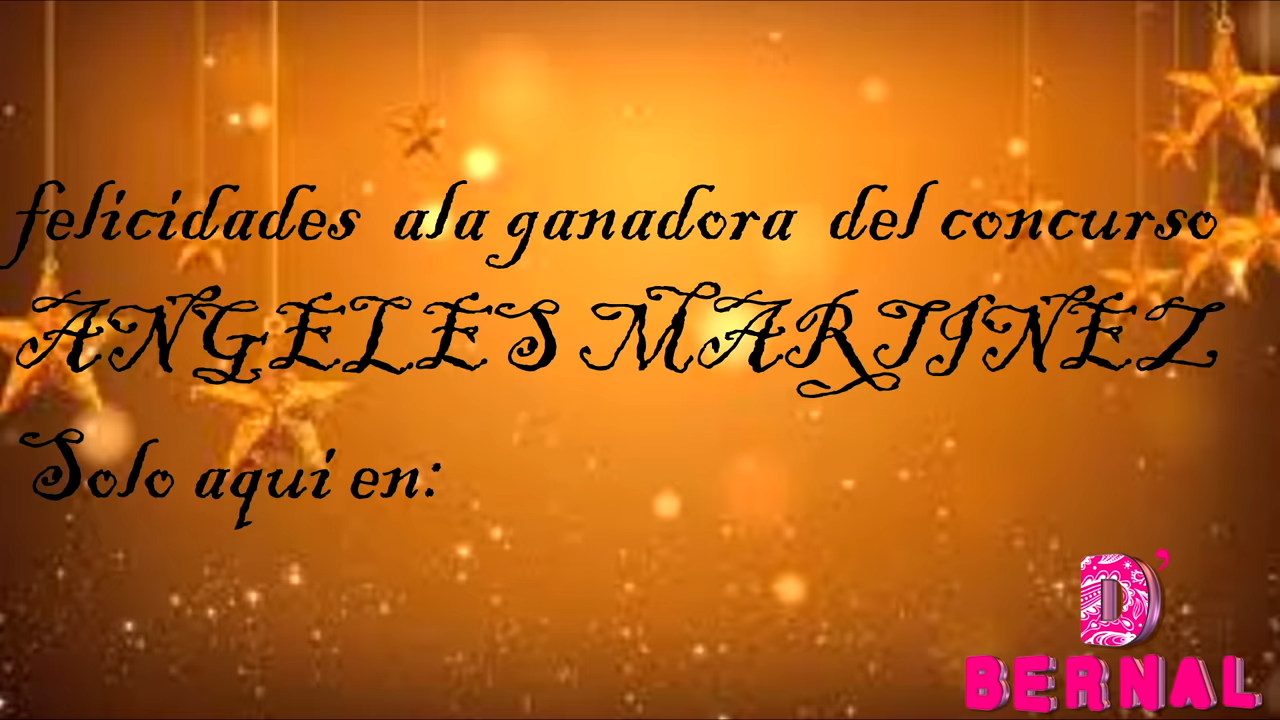 felicidades ala ganadora del concurso
ANGELES MARTINEZ
Solo aqui en:
D'
BERNAL